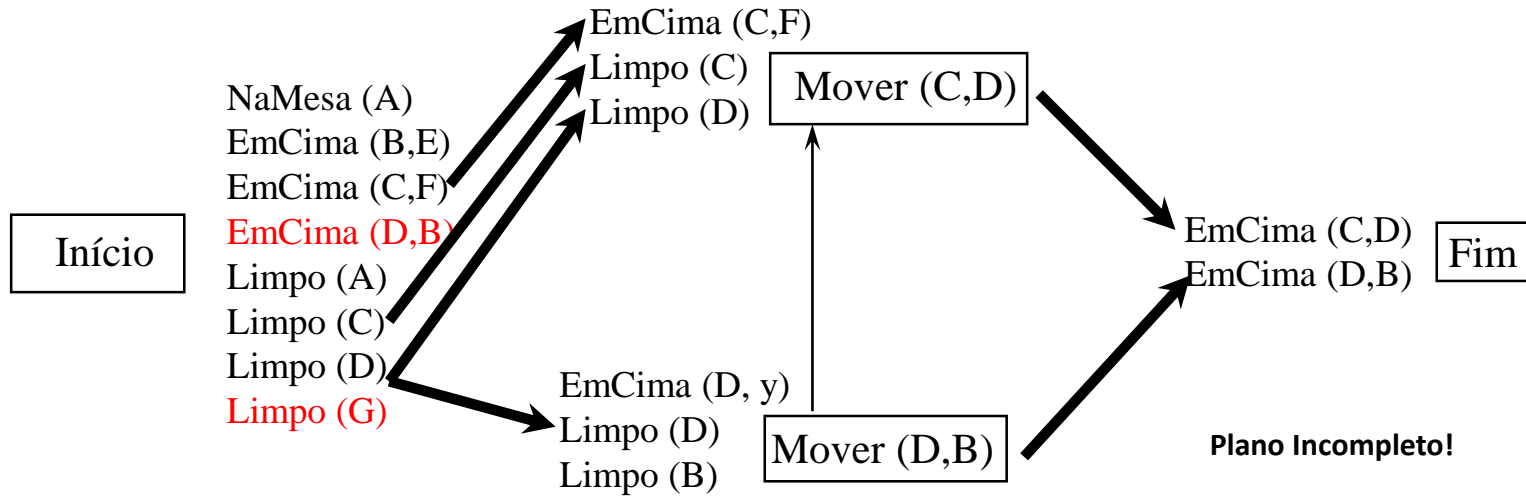 Início
NaMesa (A)
EmCima (B,E)
EmCima (C,F)
EmCima (D,B)
Limpo (A)
Limpo (C)
Limpo (D)
Limpo (G)
EmCima (C,F)
Limpo (C)
Limpo (D)
Mover (C,D)
EmCima (D, y)
Limpo (D)
Limpo (B)
Mover (D,B)
EmCima (C,D)
EmCima (D,B)
Fim
Plano Incompleto!